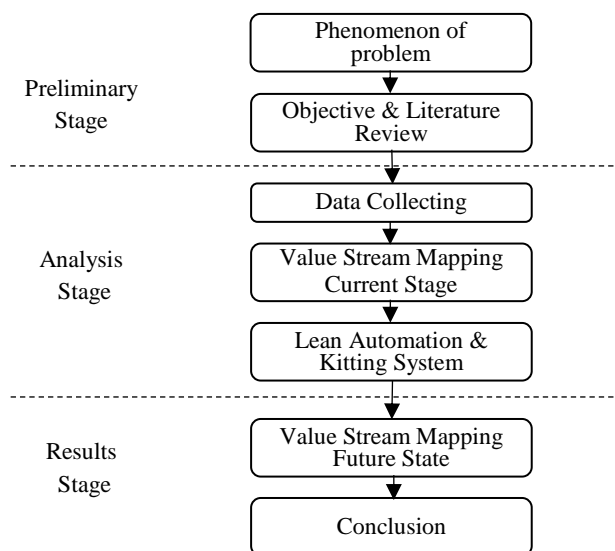 Phenomenon of
problem
Preliminary
Stage
Objective & Literature
Review
Data Collecting
Analysis
Stage
Value Stream Mapping
Current Stage
Lean Automation &
Kitting System
Results
Stage
Value Stream Mapping
Future State
Conclusion